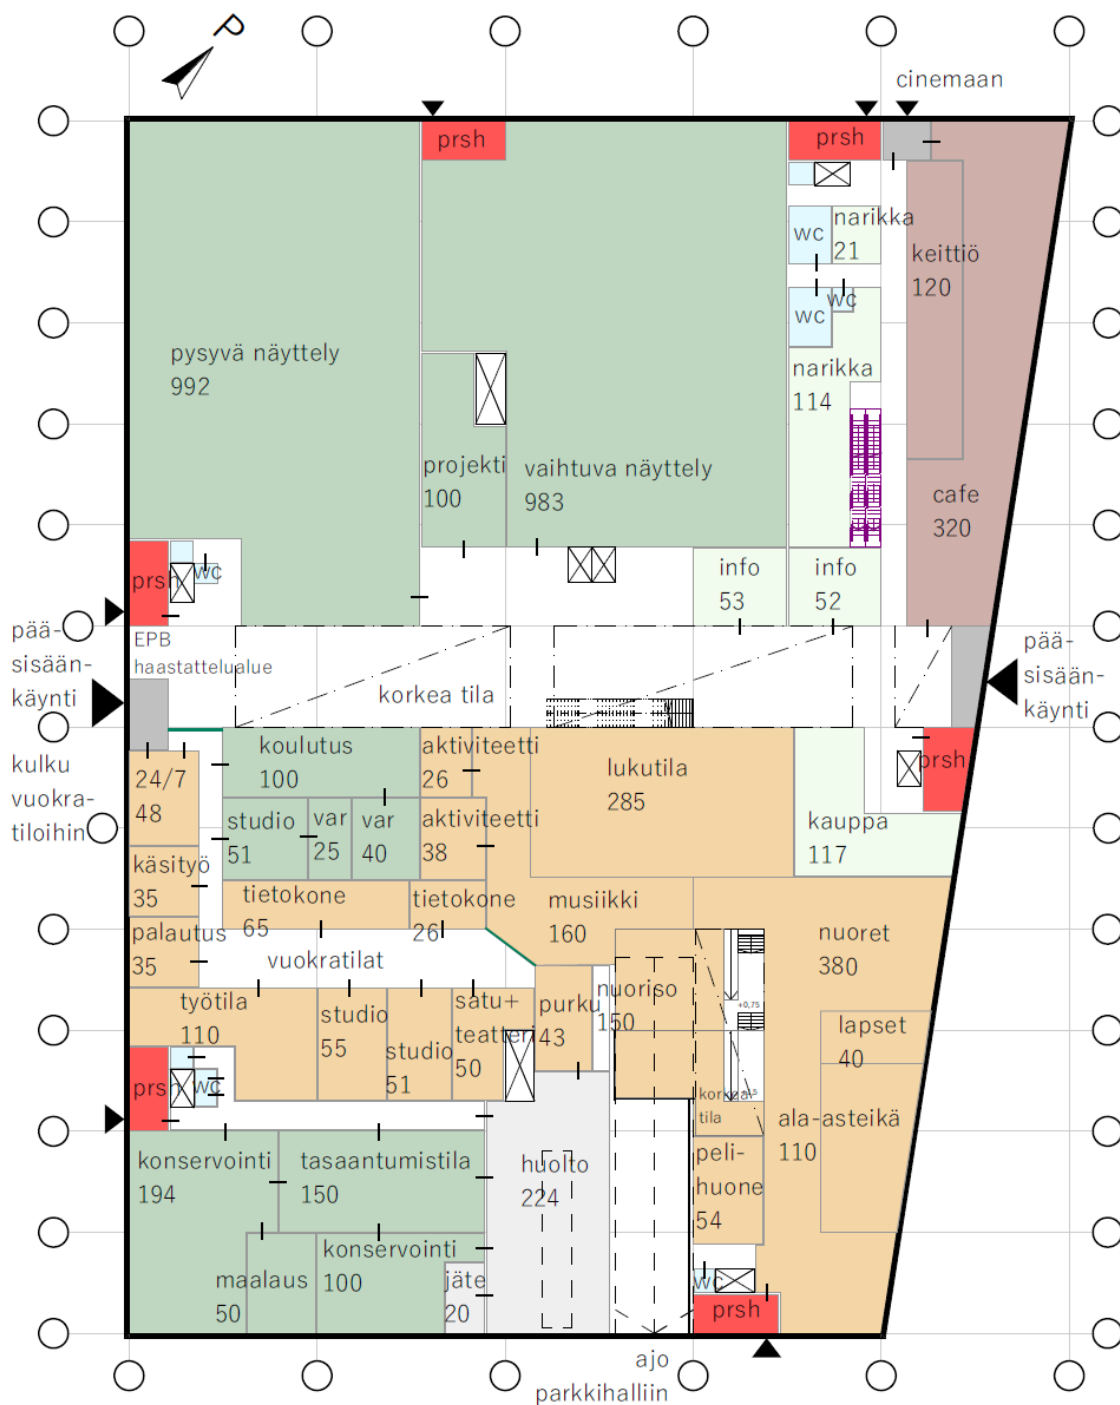 P
cinemaan
prsh
prsh
wc
narikka
21
keittiö
120
wc
wc
narikka
114
pysyvä näyttely
992
projekti
100
vaihtuva näyttely
983
cafe
320
prsh
wc
info
53
info
52
pää-
sisään-
käynti
EPB
haastattelualue
korkea tila
pää-
sisään-
käynti
kulku
vuokra-
tiloihin
24/7
48
koulutus
100
aktiviteetti
26
lukutila
285
prsh
studio
51
var
25
var
40
aktiviteetti
38
kauppa
117
käsityö
35
tietokone
65
tietokone
26
musiikki
160
palautus
35
vuokratilat
nuoret
380
työtila
110
studio
55
studio
51
satu+
teatteri
50
purku
43
nuoriso
150
+0,75
lapset
40
prsh
wc
korkea
tila
ala-asteikä
110
konservointi
194
tasaantumistila
150
huolto
224
peli-
huone
54
maalaus
50
konservointi
100
jäte
20
wc
prsh
ajo
parkkihalliin